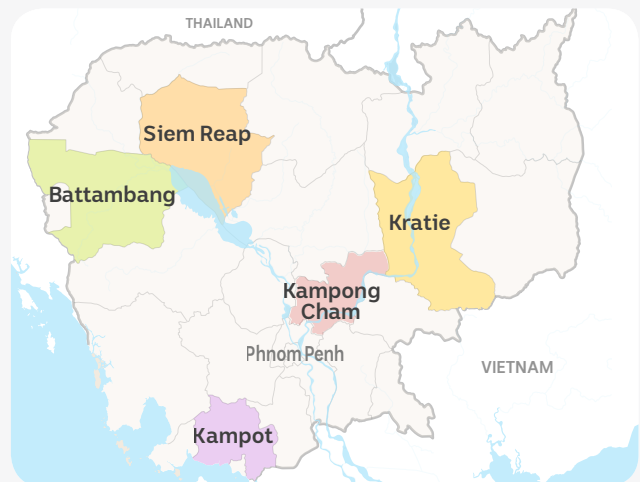 THAILAND
Siem Reap
Battambang
Kratie
Kampong
Cham
Phnom Penh
VIETNAM
Kampot